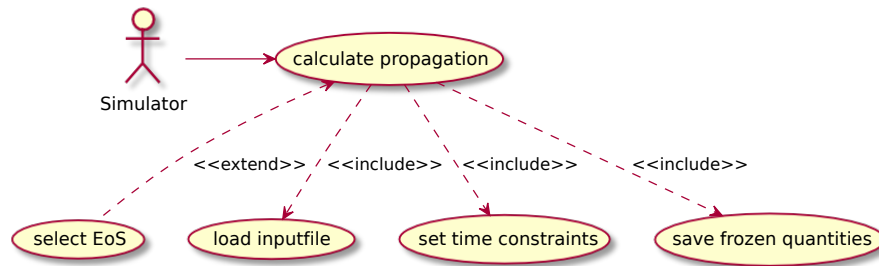 calculate propagation
Simulator
<<extend>>
<<include>>
<<include>>
<<include>>
select EoS
load inputfile
set time constraints
save frozen quantities